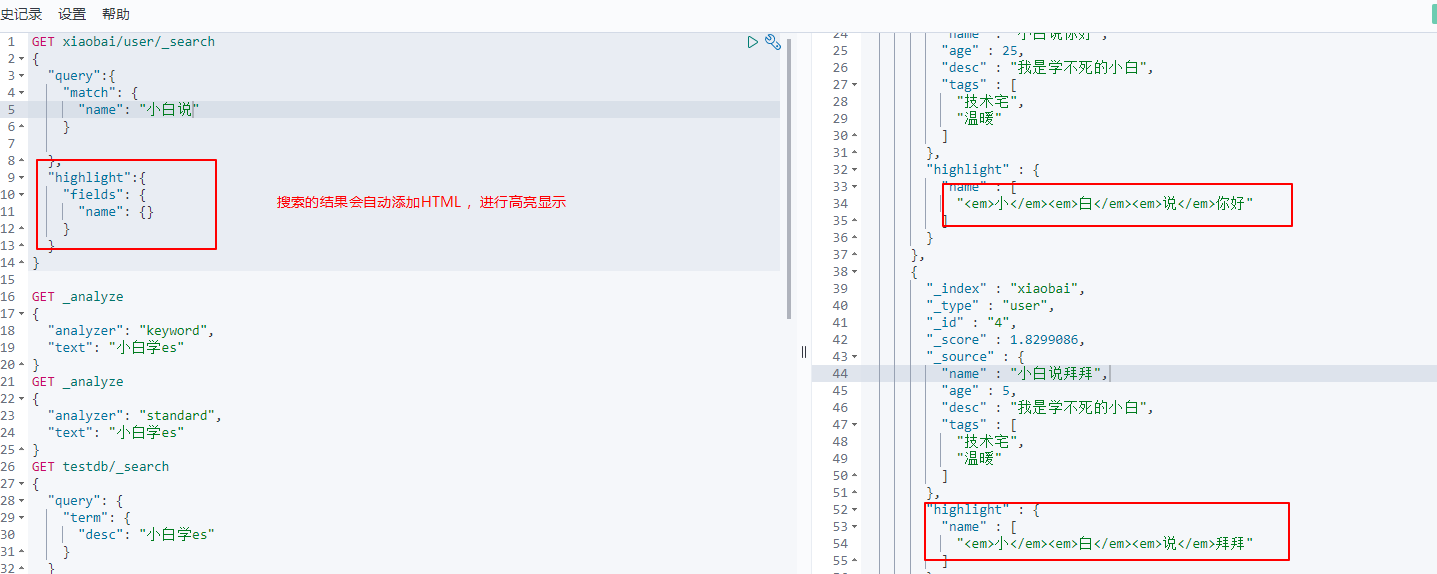 史记录 设置 帮助
1 GET xiaobai/user/_search
2 {
3 "query":{
4 "match": {
5 "name": "小白说"
6 }
7
8 },
9 "highlight":{
10 "fields": {
11 "name": {}
12 }
13 }
14 }
15
16 GET _analyze
17 {
18 "analyzer": "keyword",
19 "text": "小白学es"
20 }
21 GET _analyze
22 {
23 "analyzer": "standard",
24 "text": "小白学es"
25 }
26 GET testdb/_search
27 {
28 "query": {
29 "term": {
30 "desc": "小白学es"
31 }
32 }
搜索的结果会自动添加HTML ，进行高亮显示
24 "name" : "小白说你好",
25 "age" : 25,
26 "desc" : "我是学不死的小白",
27 "tags" : [
28 "技术宅",
29 "温暖"
30 ]
31 },
32 "highlight" : {
33 "name" : [
34 "<em>小</em><em>白</em><em>说</em>你好"
35 ]
36 }
37 },
38 {
39 "_index" : "xiaobai",
40 "_type" : "user",
41 "_id" : "4",
42 "_score" : 1.8299086,
43 "_source" : {
44 "name" : "小白说拜拜",
45 "age" : 5,
46 "desc" : "我是学不死的小白",
47 "tags" : [
48 "技术宅",
49 "温暖"
50 ]
51 },
52 "highlight" : {
53 "name" : [
54 "<em>小</em><em>白</em><em>说</em>拜拜"
55 ]